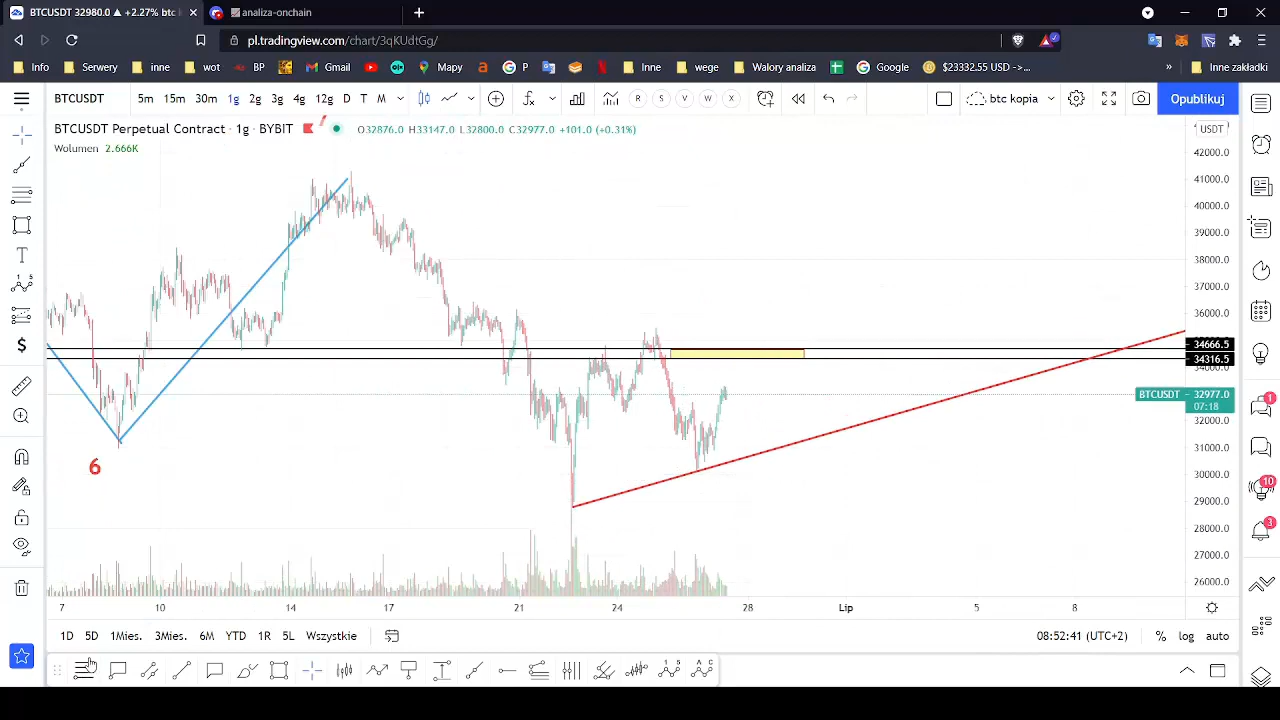 BTCUSDT 32980.0 ▲ +2.27% btc k
analiza-onchain
pl.tradingview.com/chart/3qKUdtGg/
Info Serwery inne wot BP Gmail Mapy P Inne wege Walory analiza Google $23332.55 USD ->... » Inne zakładki
BTCUSDT 5m 15m 30m 1g 2g 3g 4g 12g D T M btc kopia Opublikuj
BTCUSDT Perpetual Contract · 1g · BYBIT O32876.0 H33147.0 L32800.0 C32977.0 +101.0 (+0.31%) USDT
Wolumen 2.666K
42000.0
41000.0
40000.0
39000.0
38000.0
37000.0
36000.0
34666.5
34316.5
34000.0
BTCUSDT 32977.0
07:18
32000.0
31000.0
6
30000.0
29000.0
28000.0
27000.0
26000.0
7 10 14 17 21 24 28 Lip 5 8
1D 5D 1Mies. 3Mies. 6M YTD 1R 5L Wszystkie 08:52:41 (UTC+2) % log auto
1
10
3